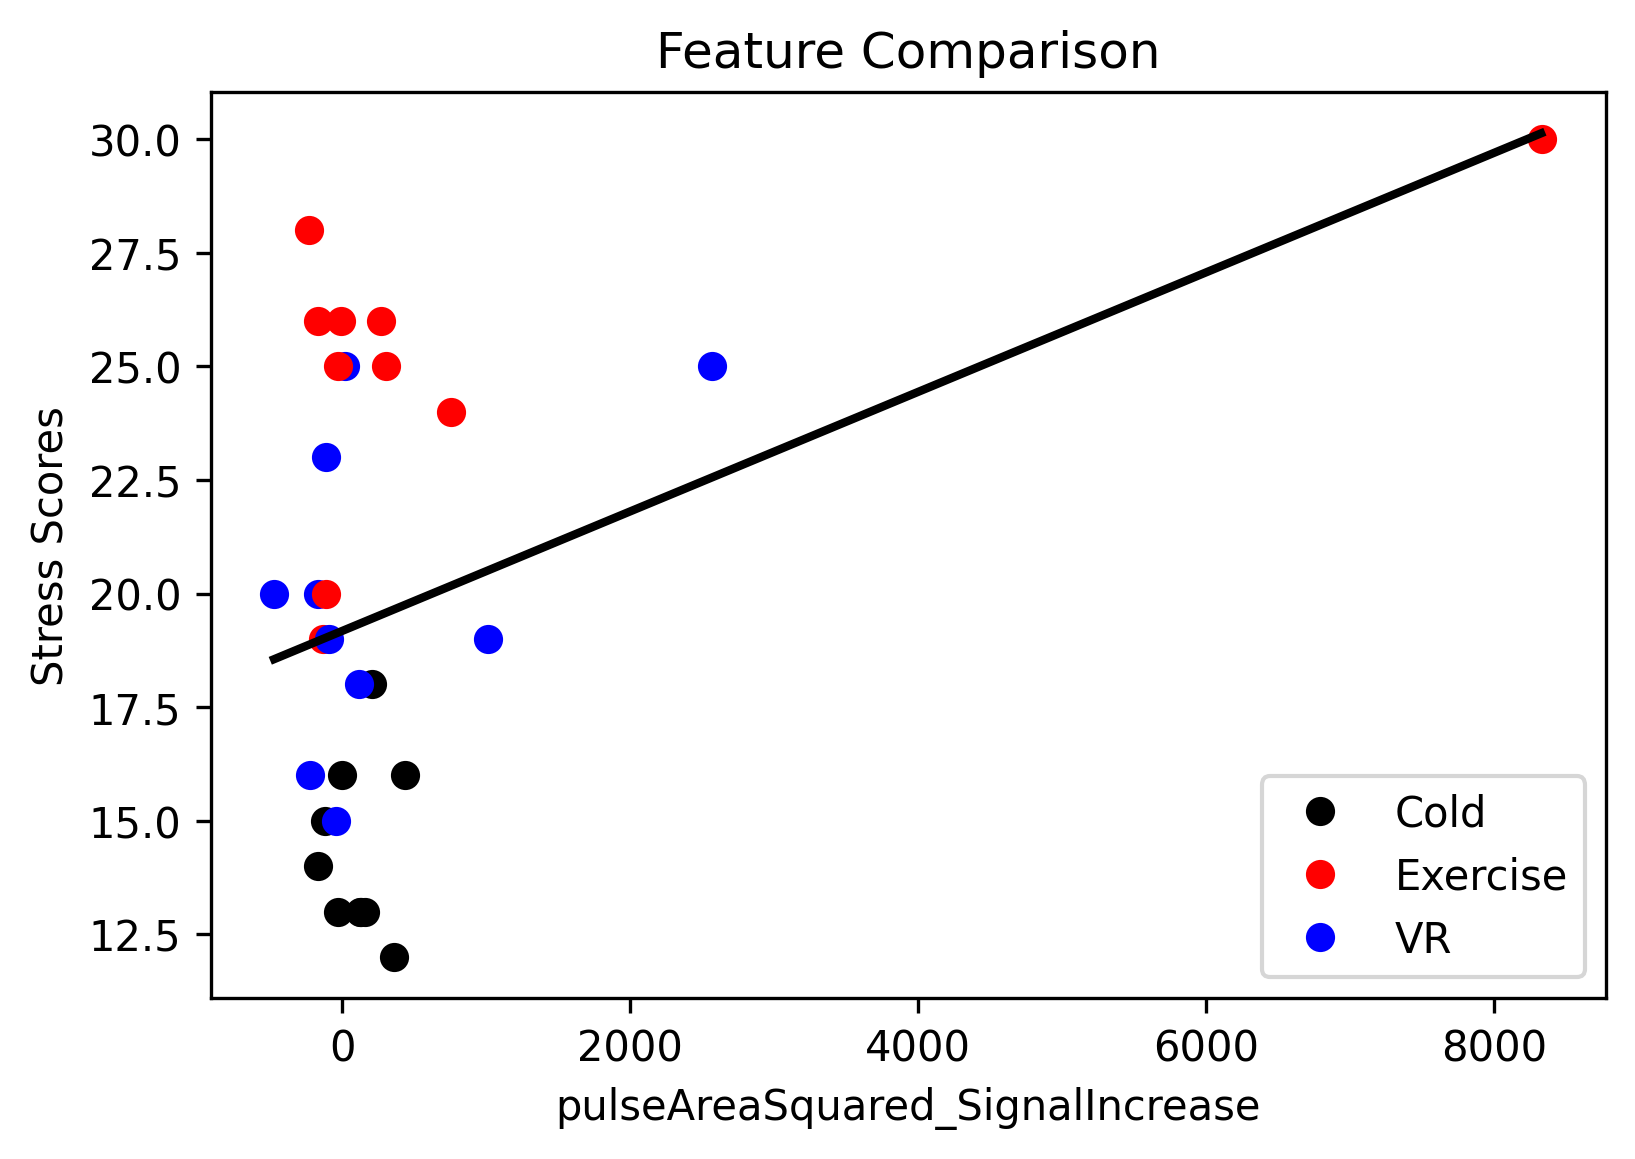 Feature Comparison
30.0
27.5
25.0
22.5
20.0
17.5
15.0
12.5
Stress Scores
Cold
Exercise
VR
0 2000 4000 6000 8000
pulseAreaSquared_SignalIncrease